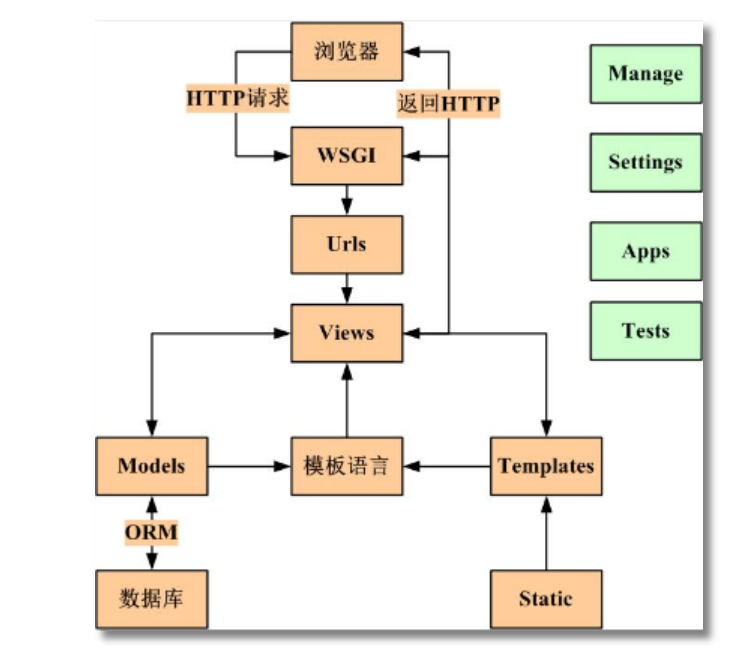 浏览器
Manage
HTTP请求
返回HTTP
WSGI
Settings
Urls
Apps
Views
Tests
Models
模板语言
Templates
ORM
数据库
Static